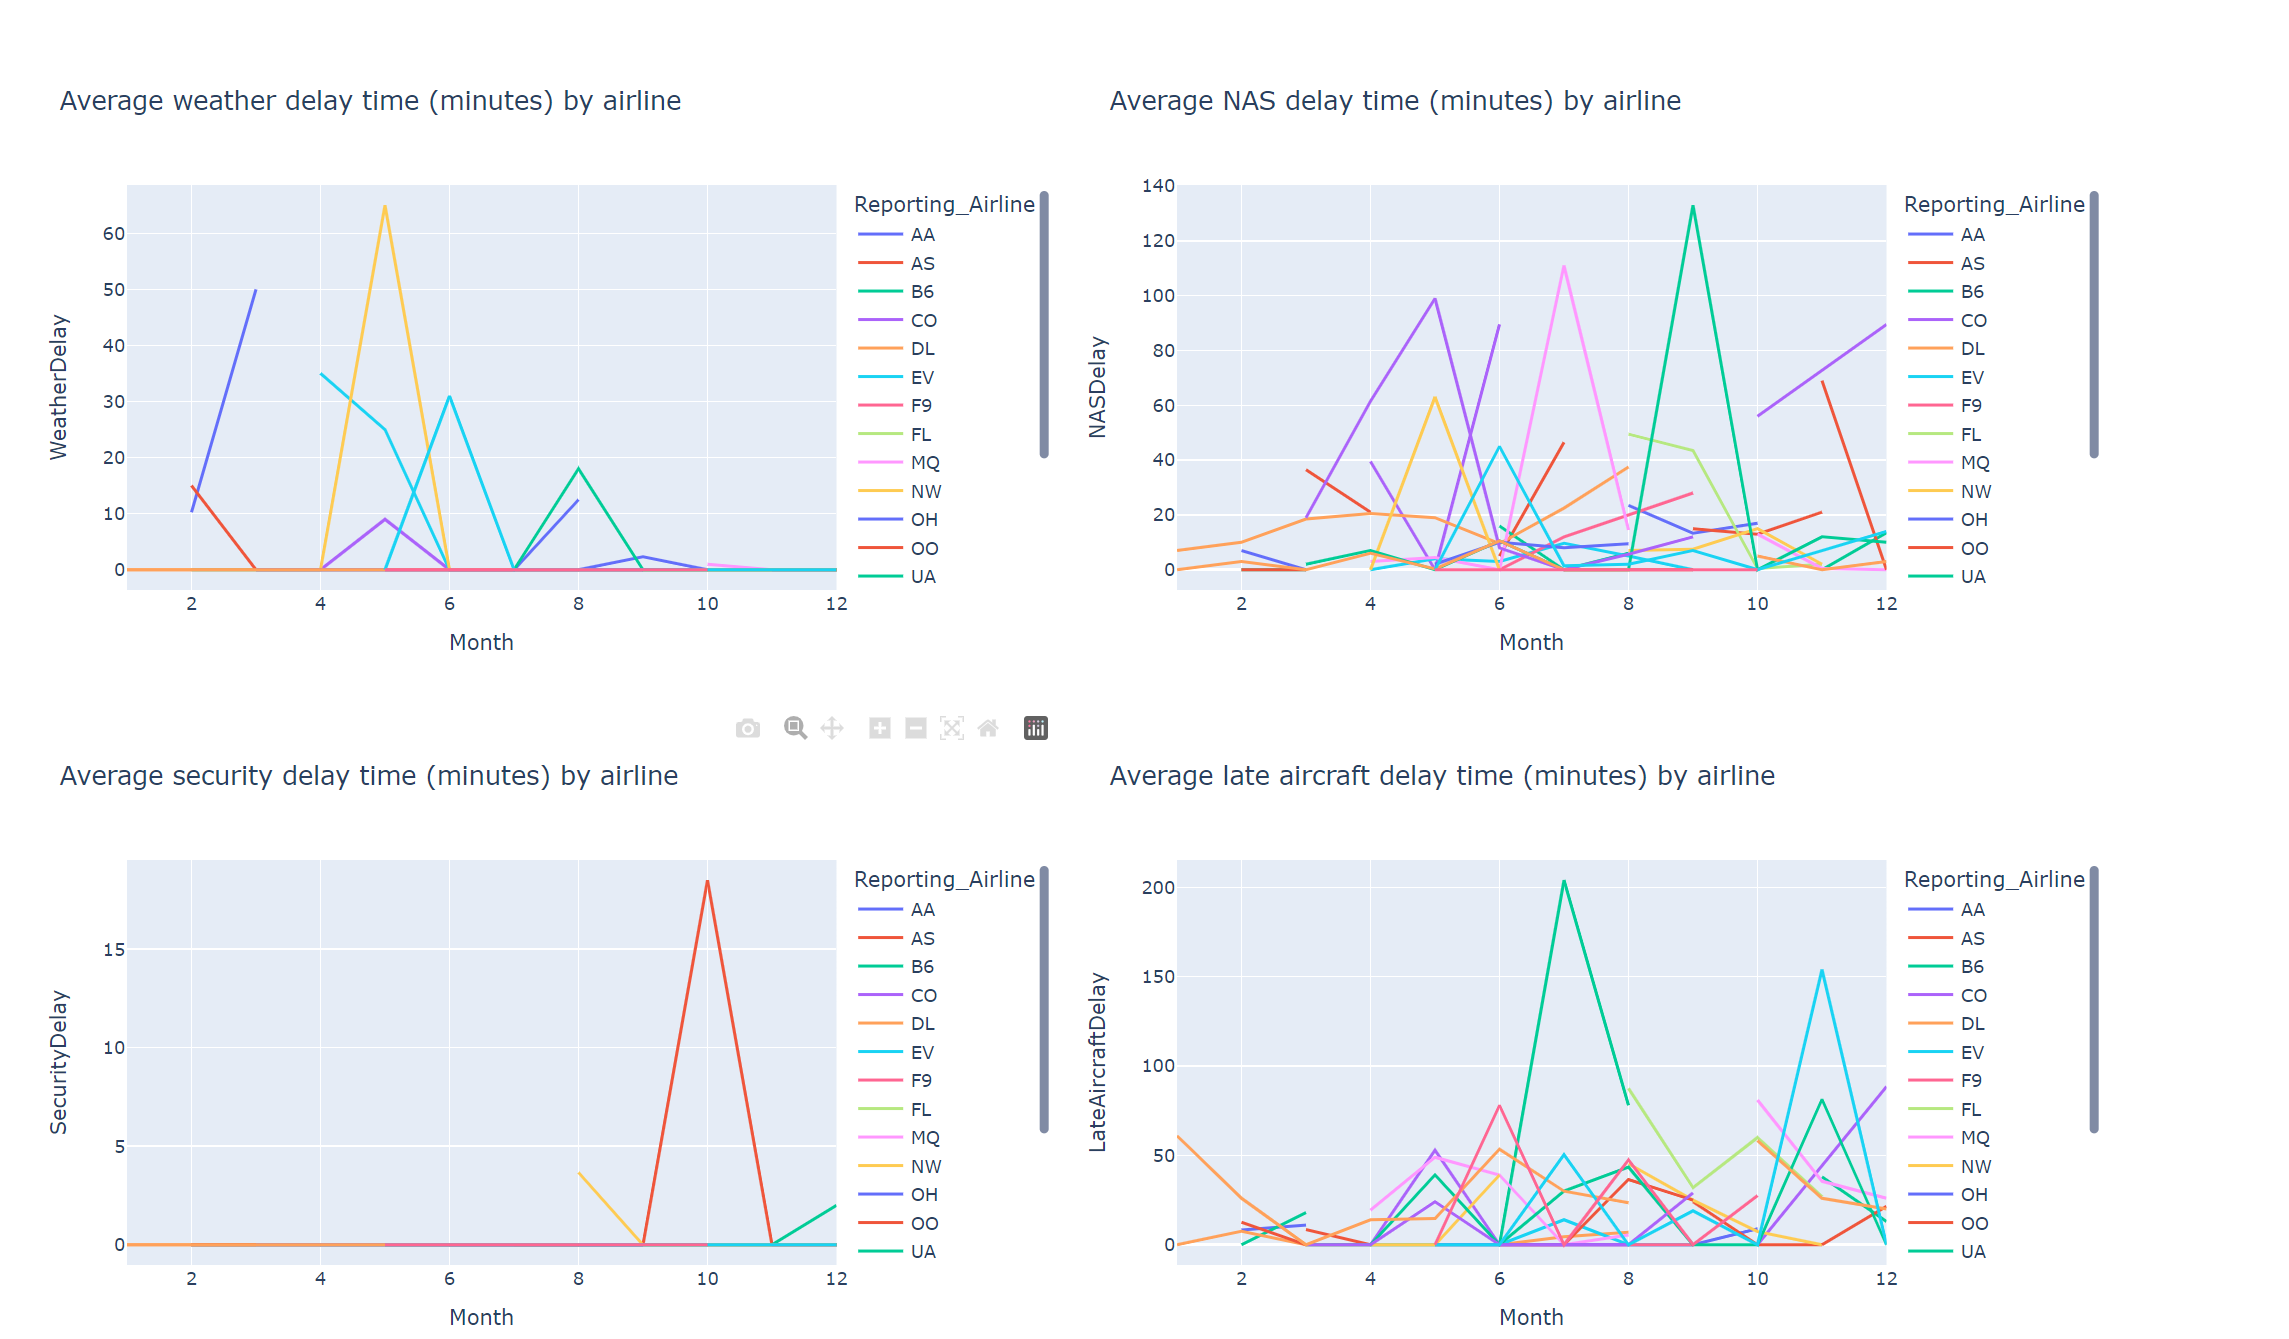 Average weather delay time (minutes) by airline
WeatherDelay
60
50
40
30
20
10
0
2 4 6 8 10 12
Month
Reporting_Airline
AA
AS
B6
CO
DL
EV
F9
FL
MQ
NW
OH
OO
UA
Average NAS delay time (minutes) by airline
NASDelay
140
120
100
80
60
40
20
0
2 4 6 8 10 12
Month
Reporting_Airline
AA
AS
B6
CO
DL
EV
F9
FL
MQ
NW
OH
OO
UA
Average security delay time (minutes) by airline
SecurityDelay
15
10
5
0
2 4 6 8 10 12
Month
Reporting_Airline
AA
AS
B6
CO
DL
EV
F9
FL
MQ
NW
OH
OO
UA
Average late aircraft delay time (minutes) by airline
LateAircraftDelay
200
150
100
50
0
2 4 6 8 10 12
Month
Reporting_Airline
AA
AS
B6
CO
DL
EV
F9
FL
MQ
NW
OH
OO
UA